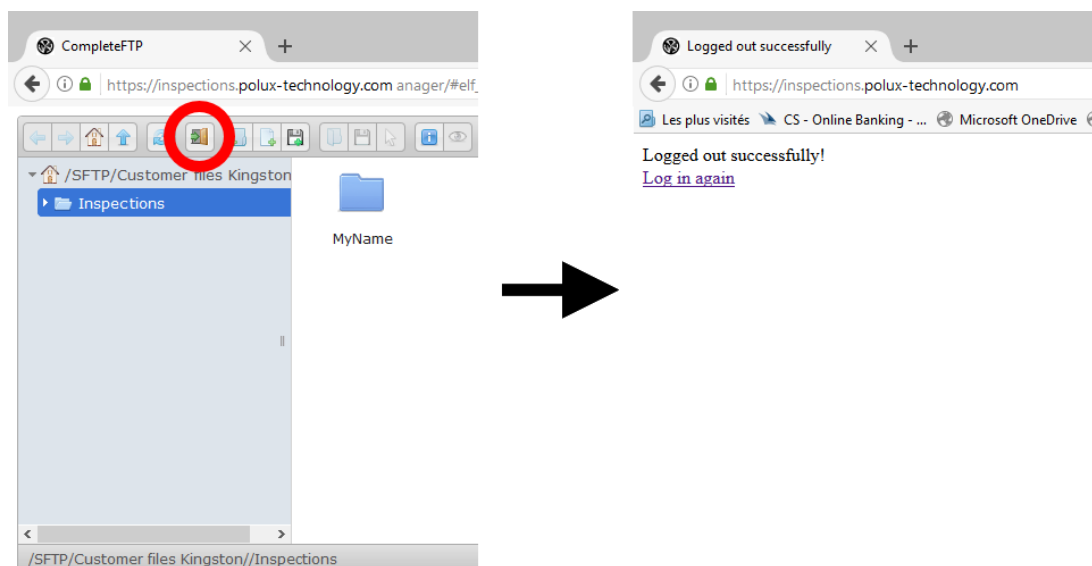 CompleteFTP
https://inspections.polux-technology.com anager/#elf_
/SFTP/Customer files Kingston
Inspections
MyName
/SFTP/Customer files Kingston//Inspections
Logged out successfully
https://inspections.polux-technology.com
Les plus visités CS - Online Banking - ... Microsoft OneDrive
Logged out successfully!
Log in again